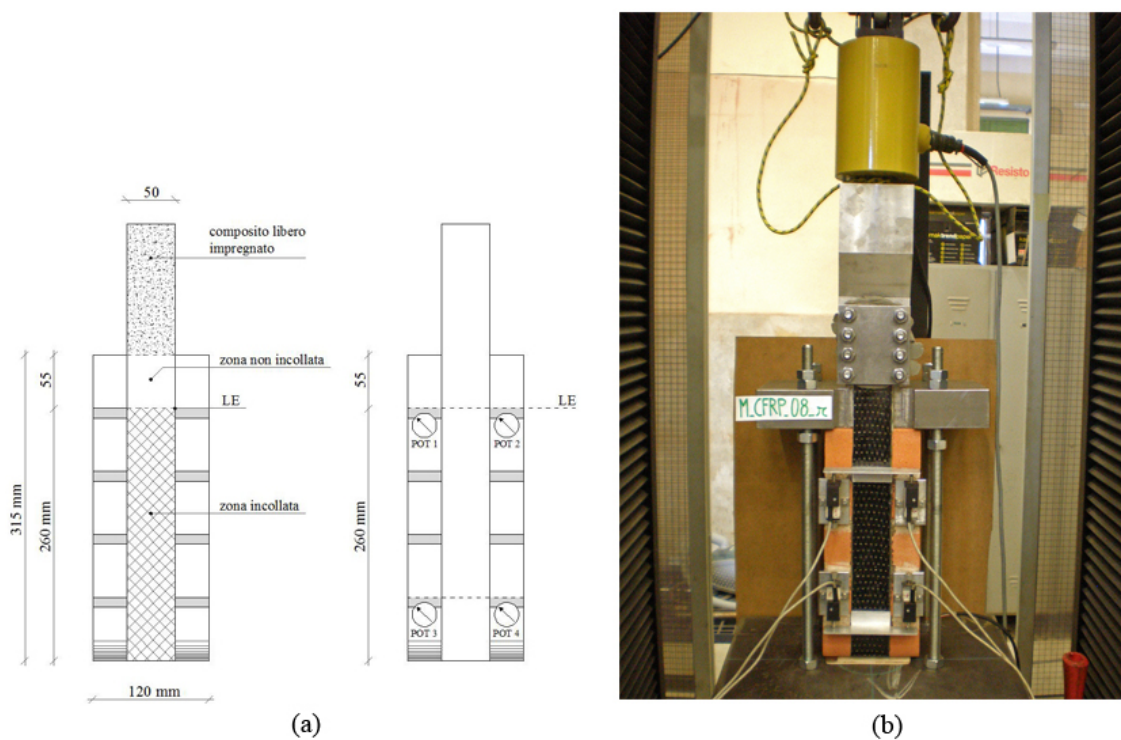 50
composito libero
impregnato
zona non incollata
LE
zona incollata
55
315 mm
260 mm
120 mm
55
260 mm
LE
POT 1
POT 2
POT 3
POT 4
(a)
Resisto
M_CFRP_08_π
(b)